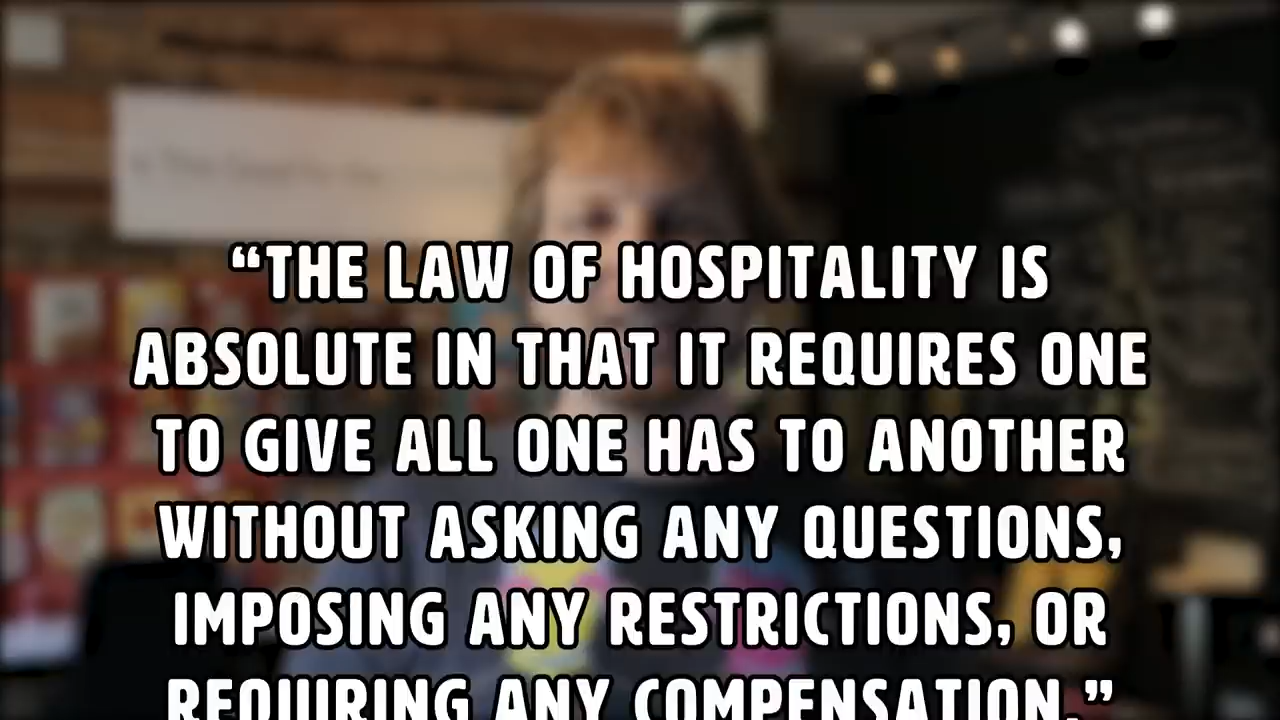 “THE LAW OF HOSPITALITY IS
ABSOLUTE IN THAT IT REQUIRES ONE
TO GIVE ALL ONE HAS TO ANOTHER
WITHOUT ASKING ANY QUESTIONS,
IMPOSING ANY RESTRICTIONS, OR
REQUIRING ANY COMPENSATION.”